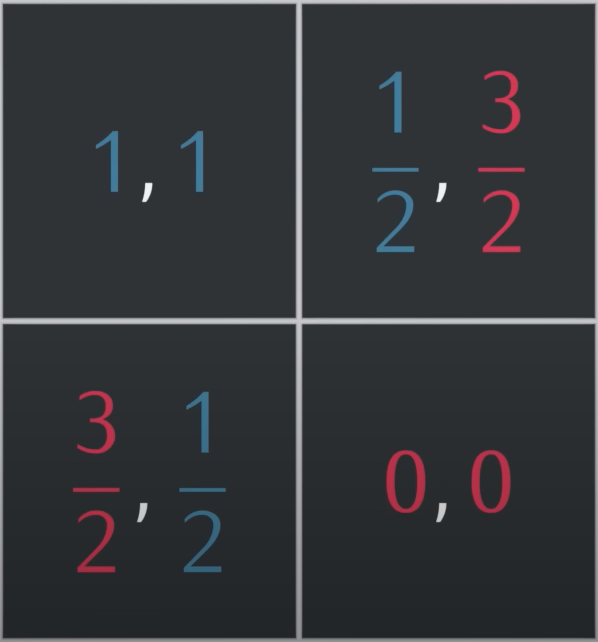 1, 1
1/2, 3/2
3/2, 1/2
0, 0